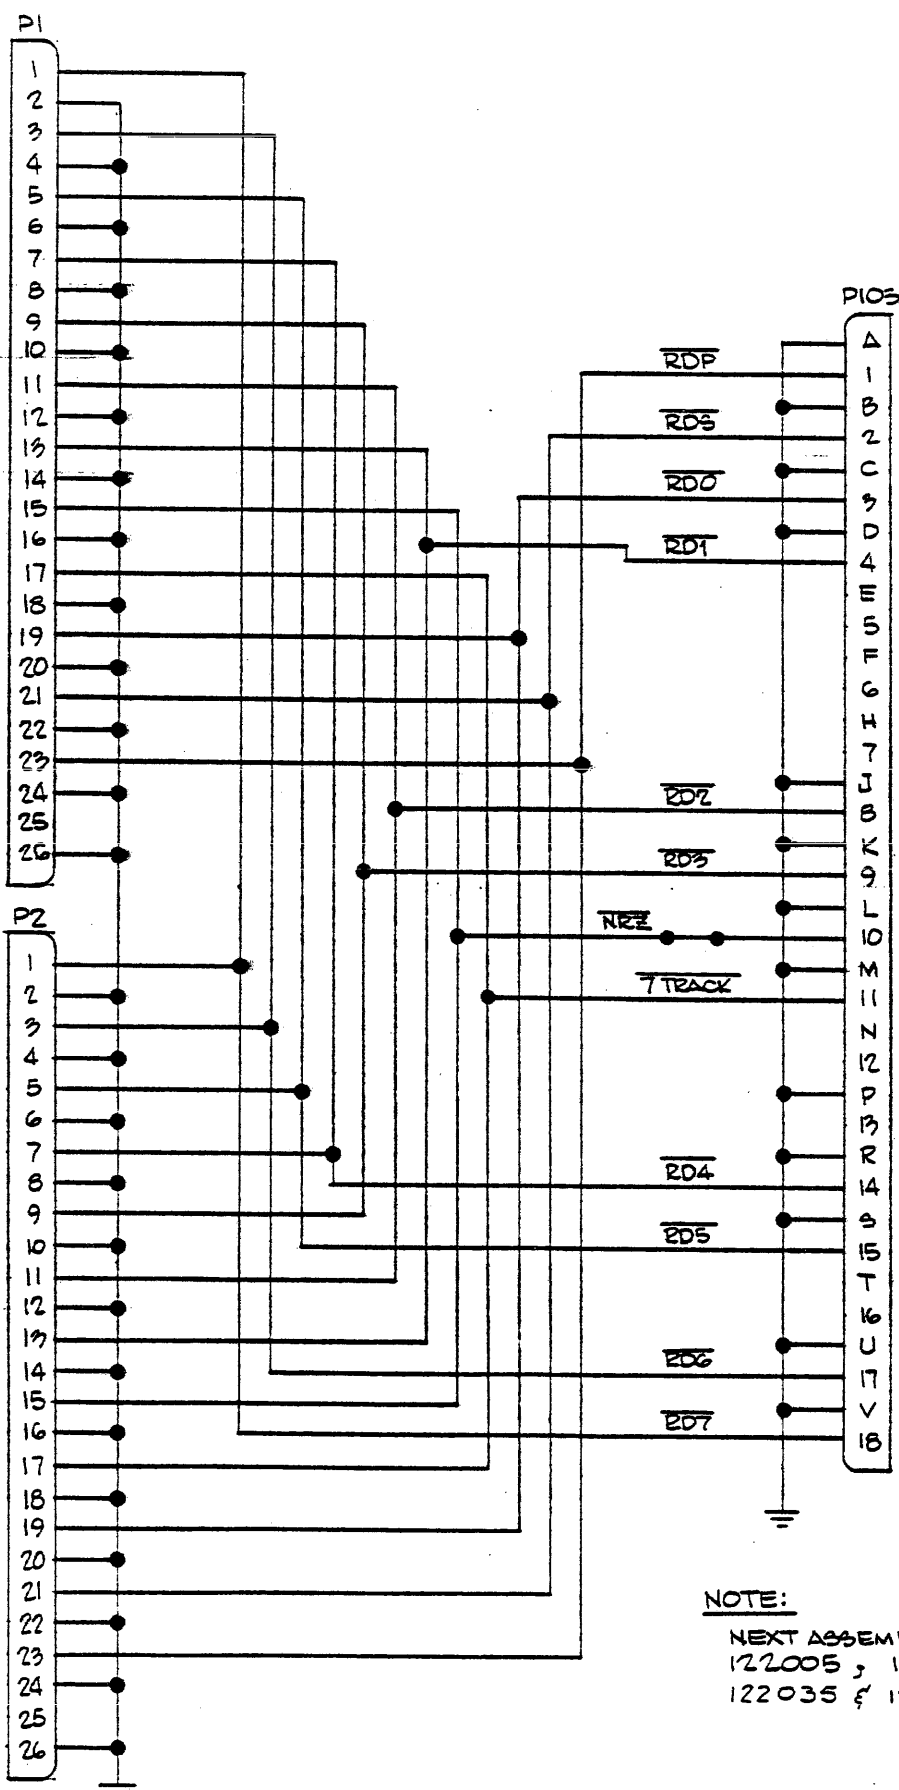 P1
1
2
3
4
5
6
7
8
9
10
11
12
13
14
15
16
17
18
19
20
21
22
23
24
25
26
P2
1
2
3
4
5
6
7
8
9
10
11
12
13
14
15
16
17
18
19
20
21
22
23
24
25
26
RDP
RDS
RD0
RD1
RD2
RD3
NRZ
7 TRACK
RD4
RD5
RD6
RD7
P105
A
1
B
2
C
3
D
4
E
5
F
6
H
7
J
8
K
9
L
10
M
11
N
12
P
13
R
14
S
15
T
16
U
17
V
18
NOTE:
NEXT
122005 ,
122035 &